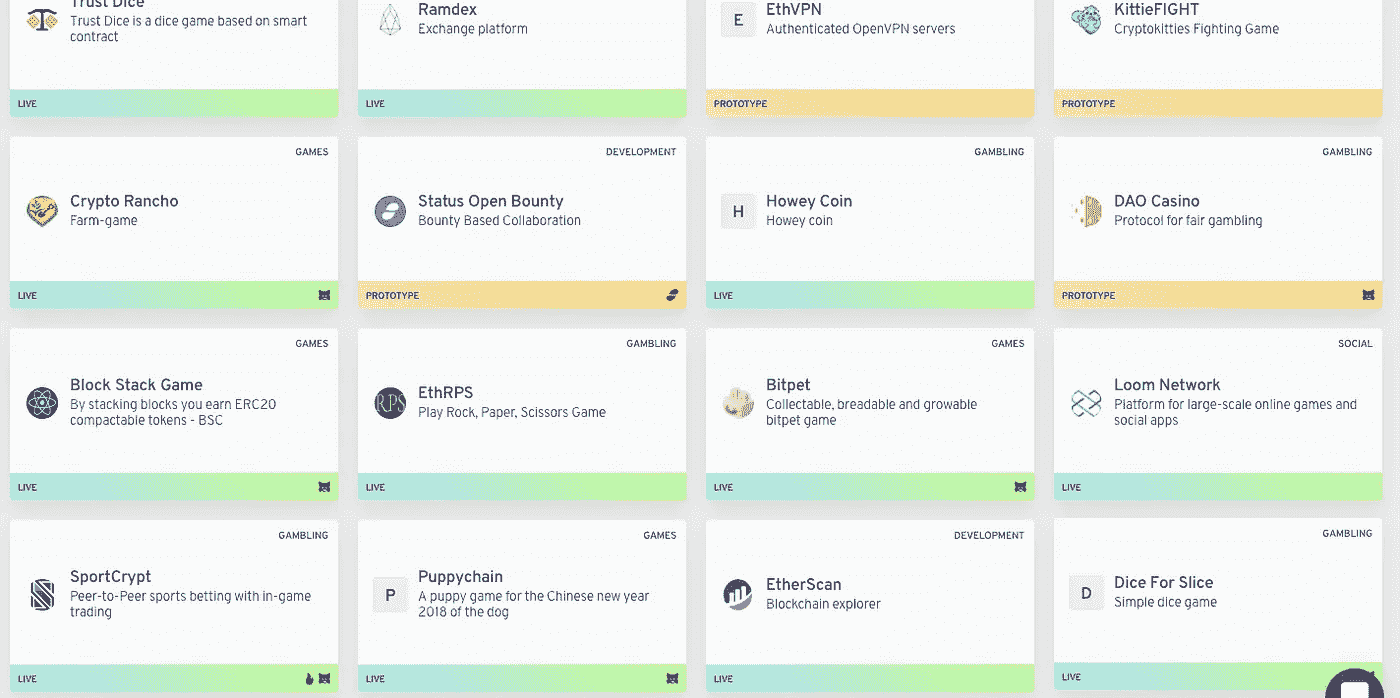 Trust Dice
Trust Dice is a dice game based on smart
contract
LIVE
Ramdex
Exchange platform
LIVE
E
EthVPN
Authenticated OpenVPN servers
PROTOTYPE
KittieFIGHT
Cryptokitties Fighting Game
PROTOTYPE
GAMES
Crypto Rancho
Farm-game
LIVE
DEVELOPMENT
Status Open Bounty
Bounty Based Collaboration
PROTOTYPE
GAMBLING
H
Howey Coin
Howey coin
LIVE
GAMBLING
DAO Casino
Protocol for fair gambling
PROTOTYPE
GAMES
Block Stack Game
By stacking blocks you earn ERC20
compactable tokens - BSC
LIVE
GAMBLING
RPS
EthRPS
Play Rock, Paper, Scissors Game
LIVE
GAMES
Bitpet
Collectable, breadable and growable
bitpet game
LIVE
SOCIAL
Loom Network
Platform for large-scale online games and
social apps
LIVE
GAMBLING
SportCrypt
Peer-to-Peer sports betting with in-game
trading
LIVE
GAMES
P
Puppychain
A puppy game for the Chinese new year
2018 of the dog
LIVE
DEVELOPMENT
EtherScan
Blockchain explorer
LIVE
GAMBLING
D
Dice For Slice
Simple dice game
LIVE